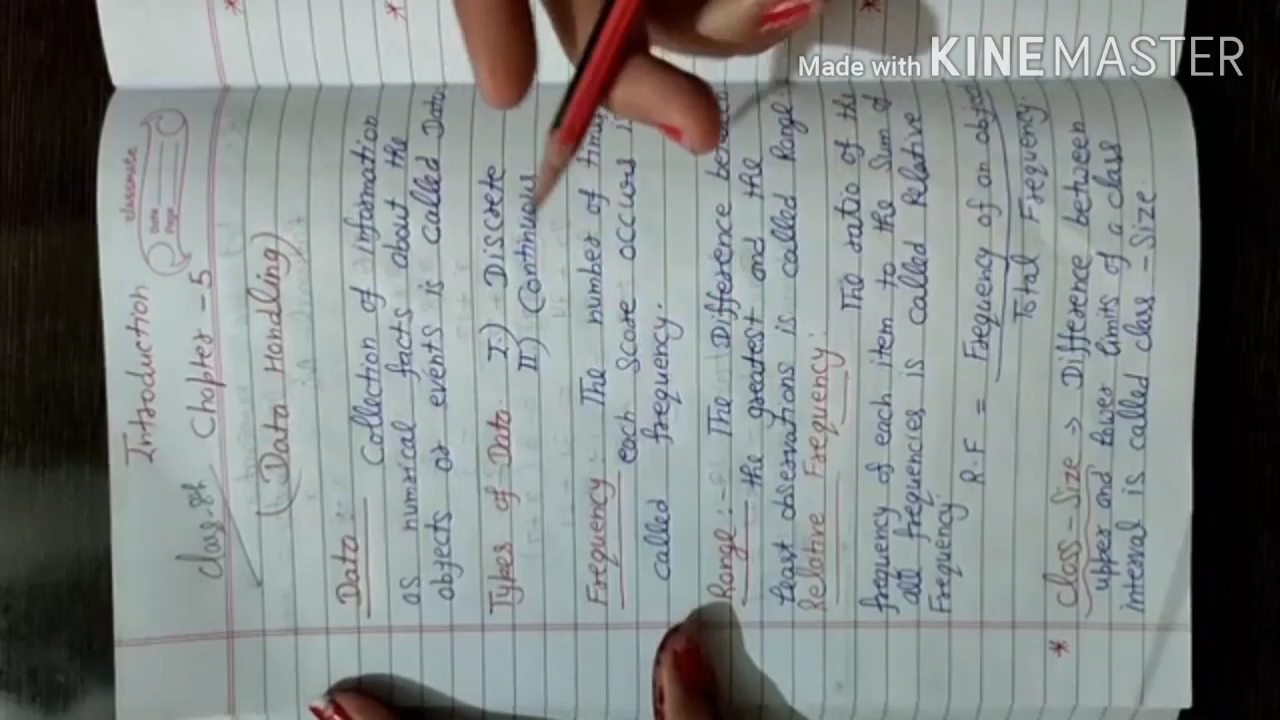 Made with KINEMASTER
classmate
Date
Page
Introduction
Class 8th
Chapter - 5
(Data Handling)
Data :- Collection of information
as numrical facts about the
objects or events is called Data.
Types of Data. I) Discrete
II) Continuous
Frequency The number of times
each Score occurs
called frequency.
Range :- The Difference between
the greatest and the
least observations is called Range
Relative Frequency :
The ratio of the
frequency of each item to the Sum of
all frequencies is called Relative
Frequency.
R.F = Frequency of an object
Total Frequency.
* Class-Size → Difference between
upper and lower limits of a class
interval is called class - Size.